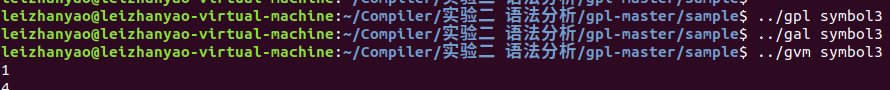 leizhanyao@leizhanyao-virtual-machine:~/Compiler/实验二 语法分析/gpl-master/sample$ ../gpl symbol3
leizhanyao@leizhanyao-virtual-machine:~/Compiler/实验二 语法分析/gpl-master/sample$ ../gal symbol3
leizhanyao@leizhanyao-virtual-machine:~/Compiler/实验二 语法分析/gpl-master/sample$ ../gvm symbol3
1
4